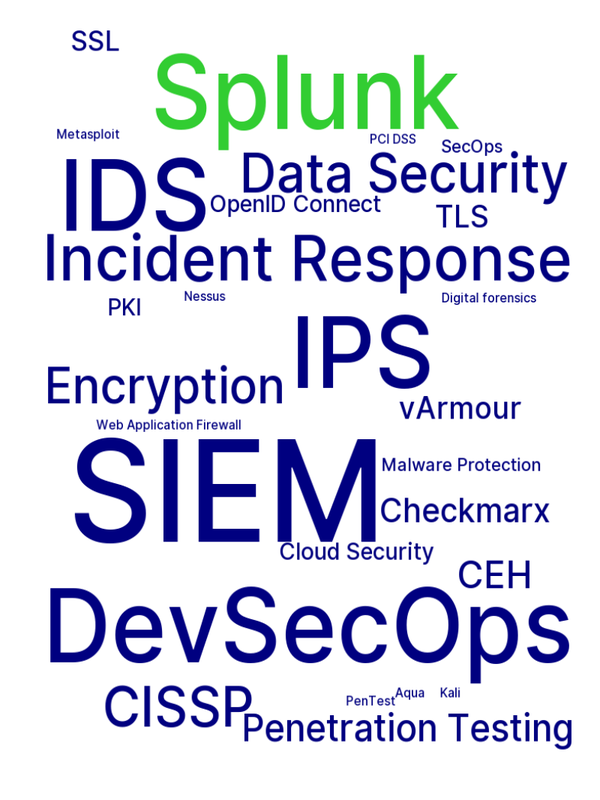 SSL
Splunk
Metasploit
PCI DSS
SecOps
IDS
Data Security
OpenID Connect
TLS
Incident Response
PKI
Nessus
Digital forensics
IPS
Encryption
vArmour
Web Application Firewall
SIEM
Malware Protection
Checkmarx
Cloud Security
CEH
DevSecOps
CISSP
PenTest
Aqua
Kali
Penetration Testing